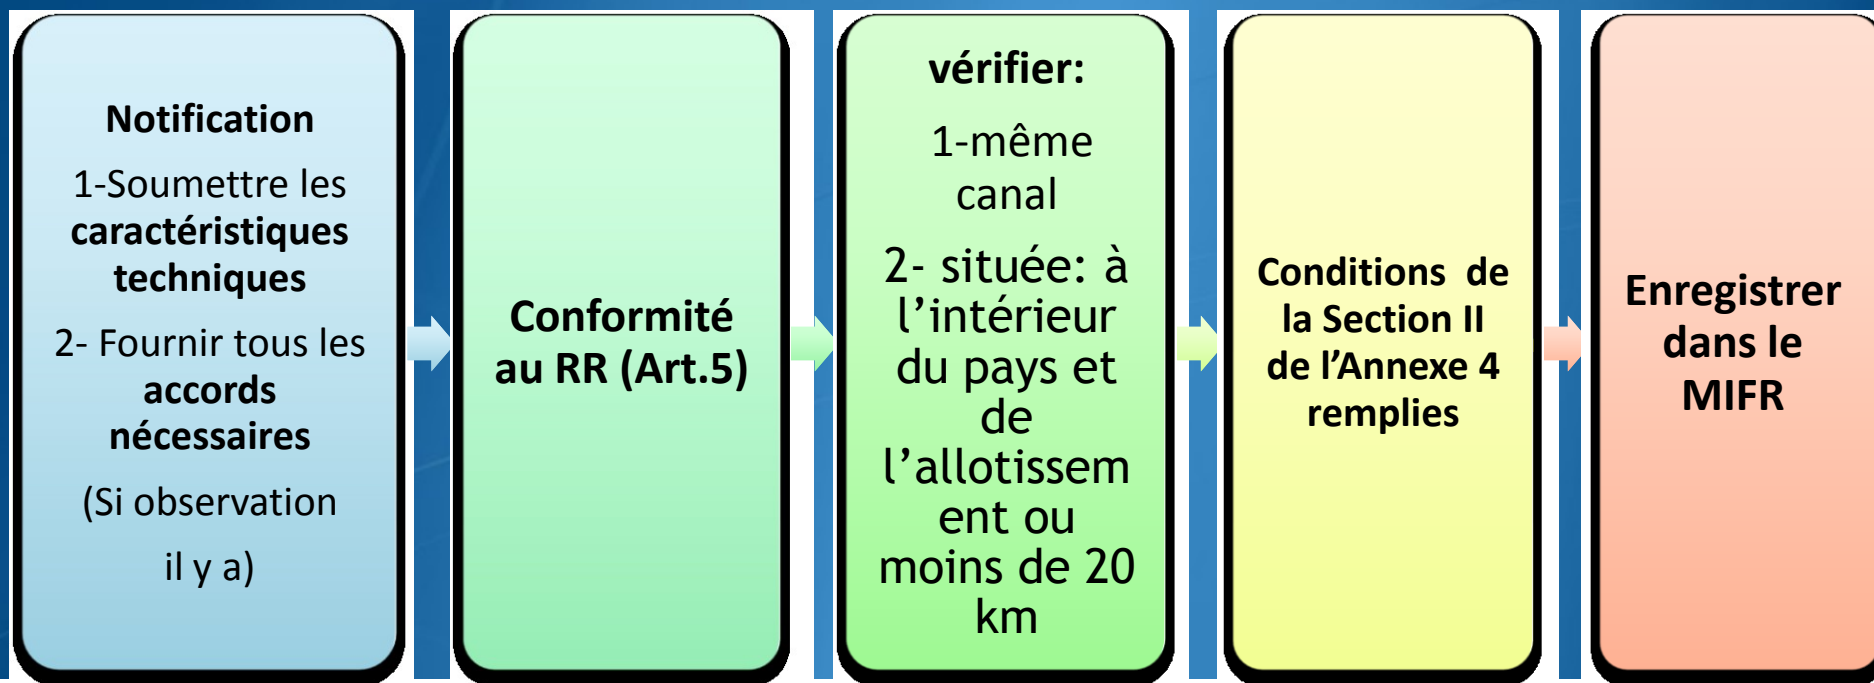 Notification
1-Soumettre les
caractéristiques
techniques
2- Fournir tous les
accords
nécessaires
(Si observation
il y a)
Conformité
au RR (Art.5)
vérifier:
1-même
canal
2- située: à
l’intérieur
du pays et
de
l’allotissem
ent ou
moins de 20
km
Conditions de
la Section II
de l’Annexe 4
remplies
Enregistrer
dans le
MIFR